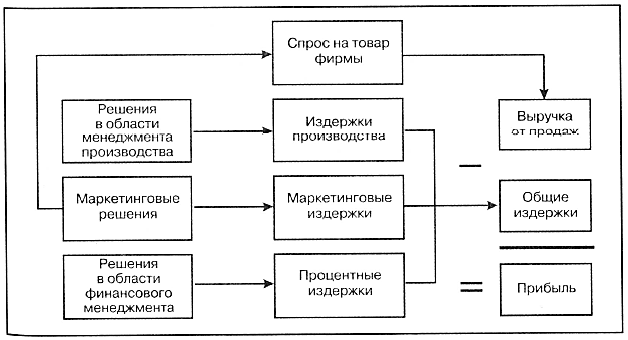 Спрос на товар
фирмы
Решения
в области
менеджмента
производства
Издержки
производства
Выручка
от продаж
—
Маркетинговые
решения
Маркетинговые
издержки
Общие
издержки
Решения
в области
финансового
менеджмента
Процентные
издержки
=
Прибыль